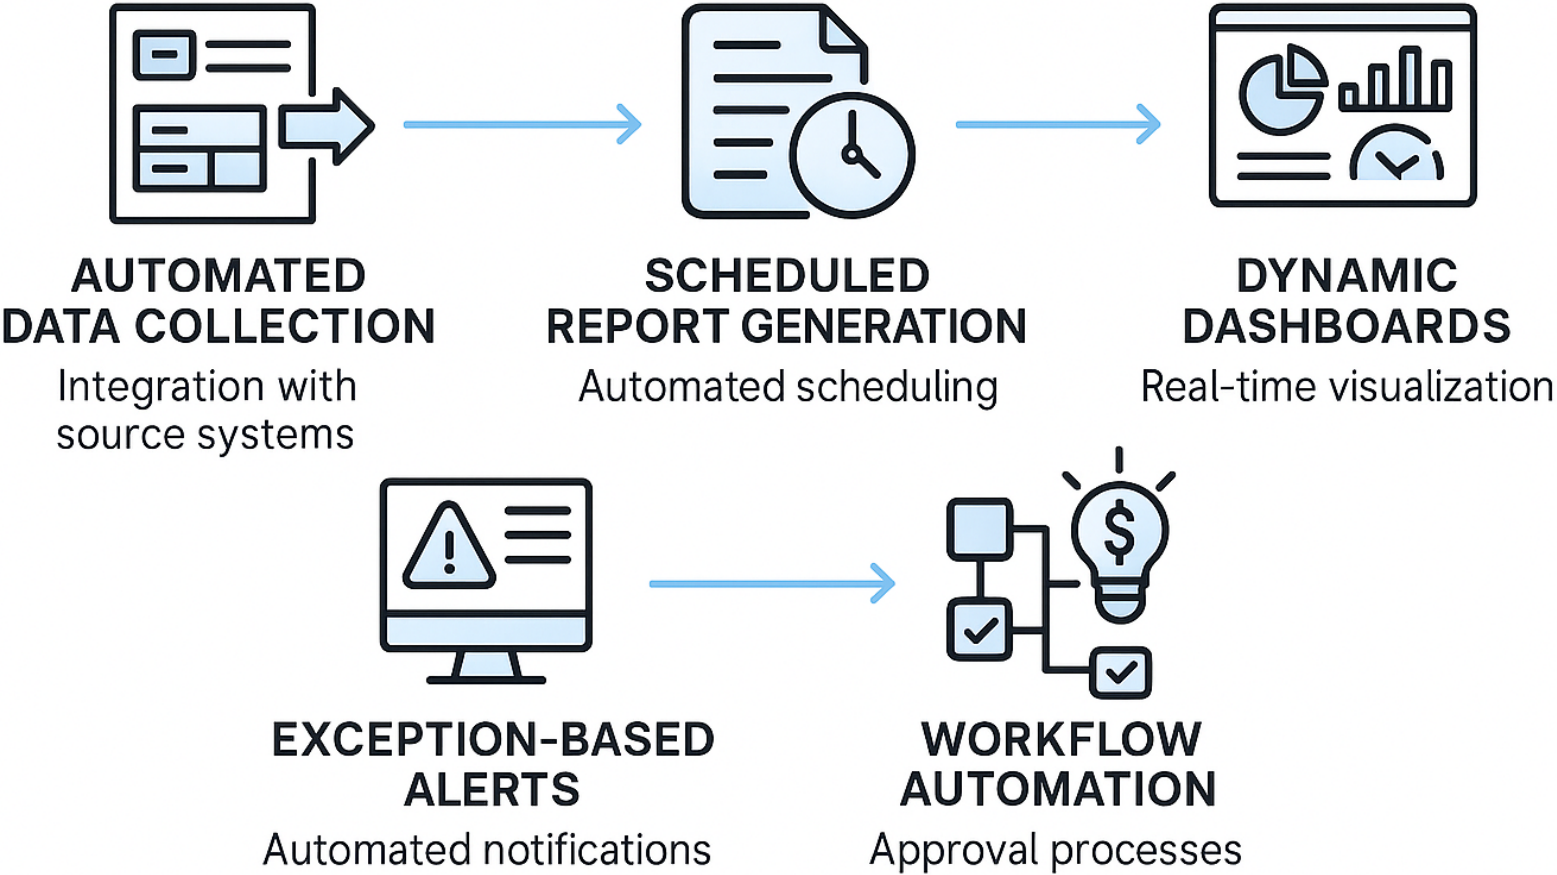 AUTOMATED
DATA COLLECTION
Integration with
source systems
SCHEDULED
REPORT GENERATION
Automated scheduling
DYNAMIC
DASHBOARDS
Real-time visualization
$
EXCEPTION-BASED
ALERTS
Automated notifications
WORKFLOW
AUTOMATION
Approval processes